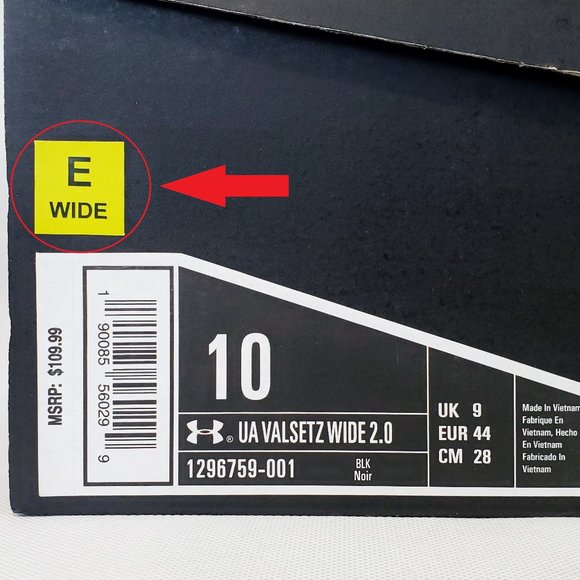 E
WIDE
MSRP: $109.99
1 90085 56029 9
10
® UA VALSETZ WIDE 2.0
1296759-001
BLK
Noir
UK 9
EUR 44
CM 28
Made In Vietnam
Fabrique En
Vietnam, Hecho
En Vietnam
Fabricado In
Vietnam